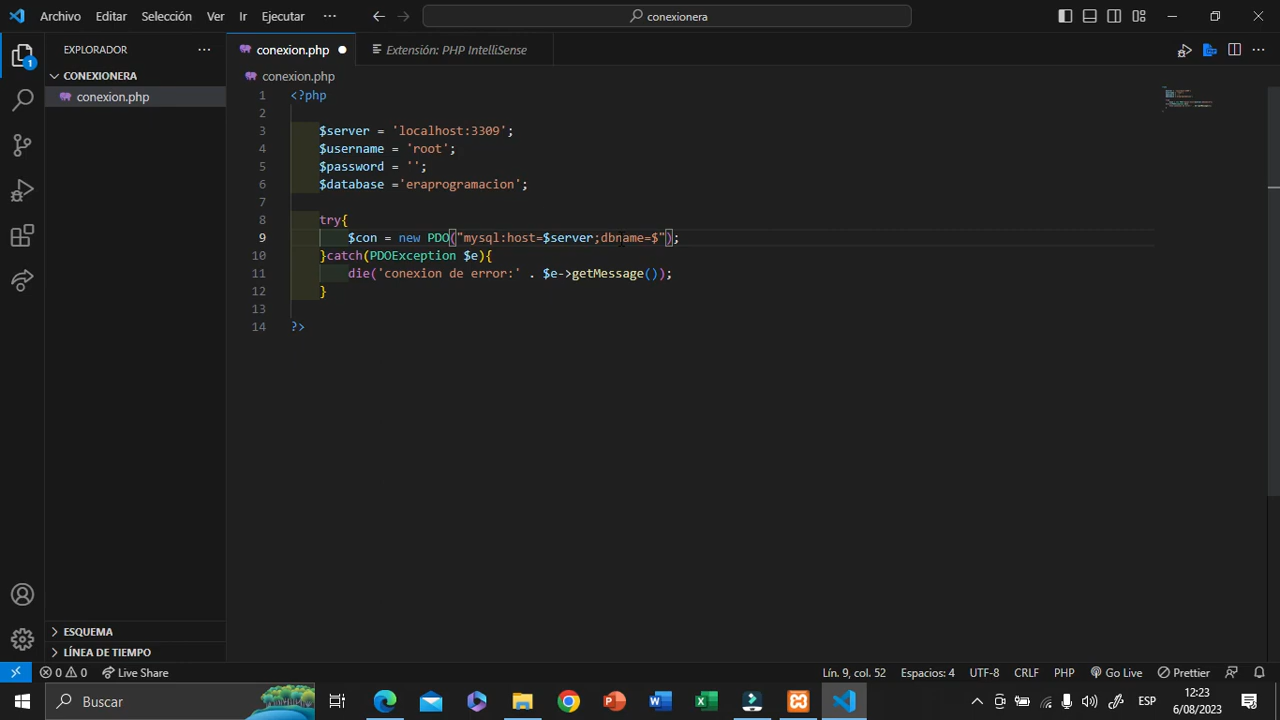 Archivo Editar Selección Ver Ir Ejecutar ··· conexionera
EXPLORADOR ···
conexion.php Extensión: PHP IntelliSense
CONEXIONERA
conexion.php
conexion.php
1 <?php
2
3 $server = 'localhost:3309';
4 $username = 'root';
5 $password = '';
6 $database ='eraprogramacion';
7
8 try{
9 $con = new PDO("mysql:host=$server;dbname=$");
10 }catch(PDOException $e){
11 die('conexion de error:' . $e->getMessage());
12 }
13
14 ?>
1
ESQUEMA
LÍNEA DE TIEMPO
0 0 Live Share Lín. 9, col. 52 Espacios: 4 UTF-8 CRLF PHP Go Live Prettier
Buscar
ESP
12:23
6/08/2023
2